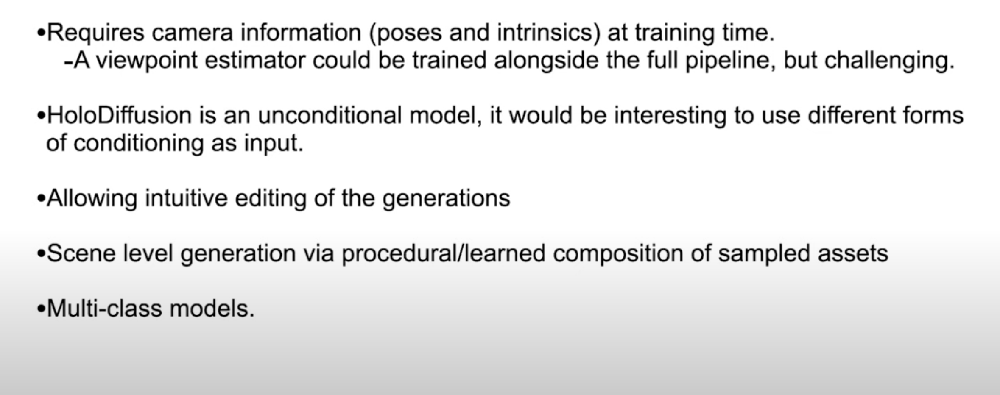 •Requires camera information (poses and intrinsics) at training time.
-A viewpoint estimator could be trained alongside the full pipeline, but challenging.
•HoloDiffusion is an unconditional model, it would be interesting to use different forms
of conditioning as input.
•Allowing intuitive editing of the generations
•Scene level generation via procedural/learned composition of sampled assets
•Multi-class models.